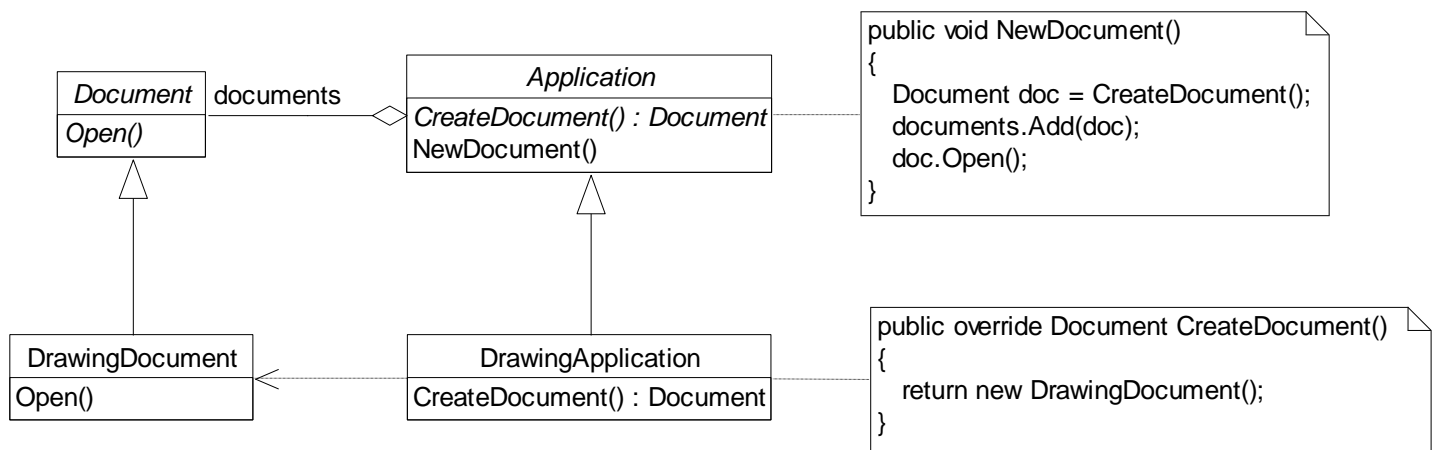 Document
Open()
documents
Application
CreateDocument() : Document
NewDocument()
public void NewDocument()
{
Document doc = CreateDocument();
documents.Add(doc);
doc.Open();
}
DrawingDocument
Open()
DrawingApplication
CreateDocument() : Document
public override Document CreateDocument()
{
return new DrawingDocument();
}